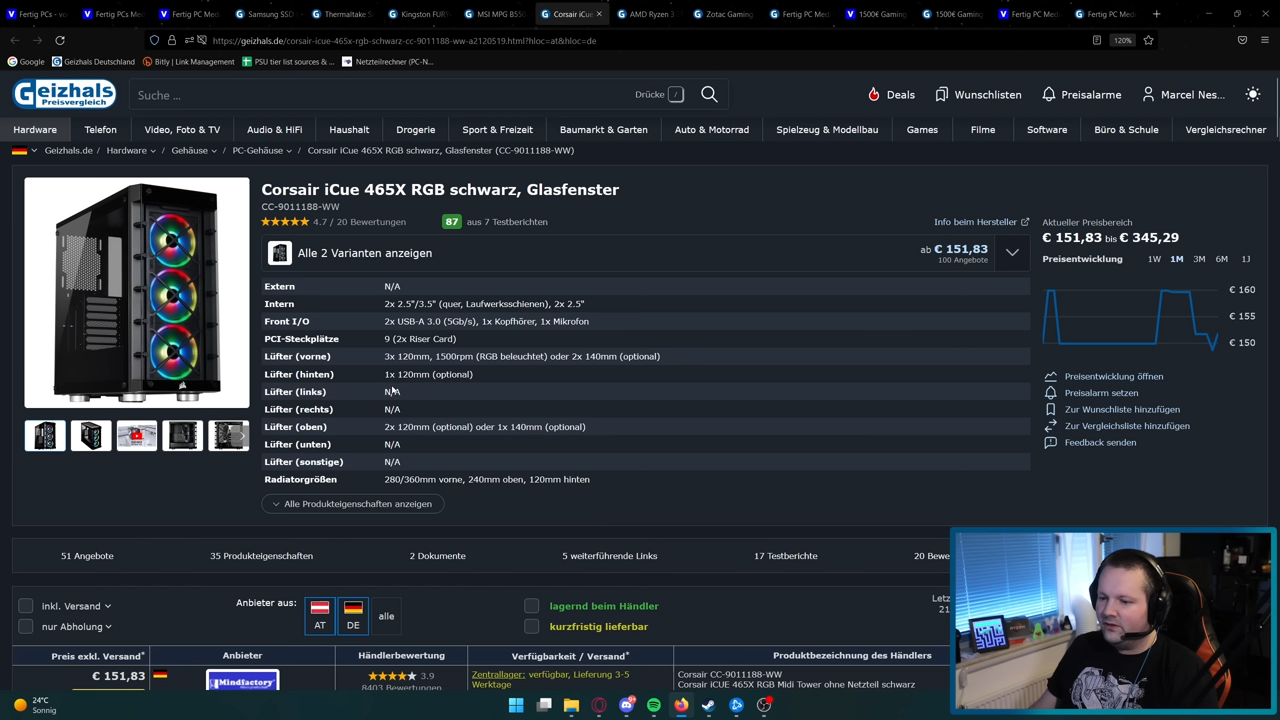 Fertig PCs - vo
Fertig PCs Med
Fertig PC Med
Samsung SSD
Thermaltake S
Kingston FURY
MSI MPG B550
Corsair iCue
AMD Ryzen 3
Zotac Gaming
Fertig PC Med
1500€ Gaming
1500€ Gaming
Fertig PC Med
Fertig PC Med
https://geizhals.de/corsair-icue-465x-rgb-schwarz-cc-9011188-ww-a2120519.html?hloc=at&hloc=de
120%
Google
Geizhals Deutschland
Bitly | Link Management
PSU tier list sources & ...
Netzteilrechner (PC-N...
Geizhals
Preisvergleich
Suche ...
Drücke /
Deals
Wunschlisten
Preisalarme
Marcel Nes...
Hardware
Telefon
Video, Foto & TV
Audio & HiFi
Haushalt
Drogerie
Sport & Freizeit
Baumarkt & Garten
Auto & Motorrad
Spielzeug & Modellbau
Games
Filme
Software
Büro & Schule
Vergleichsrechner
Geizhals.de / Hardware / Gehäuse / PC-Gehäuse / Corsair iCue 465X RGB schwarz, Glasfenster (CC-9011188-WW)
Corsair iCue 465X RGB schwarz, Glasfenster
CC-9011188-WW
4.7 / 20 Bewertungen
87 aus 7 Testberichten
Info beim Hersteller
Alle 2 Varianten anzeigen
ab € 151,83
100 Angebote
Aktueller Preisbereich
€ 151,83 bis € 345,29
Preisentwicklung 1W 1M 3M 6M 1J
€ 160
€ 155
€ 150
Extern N/A
Intern 2x 2.5"/3.5" (quer, Laufwerksschienen), 2x 2.5"
Front I/O 2x USB-A 3.0 (5Gb/s), 1x Kopfhörer, 1x Mikrofon
PCI-Steckplätze 9 (2x Riser Card)
Lüfter (vorne) 3x 120mm, 1500rpm (RGB beleuchtet) oder 2x 140mm (optional)
Lüfter (hinten) 1x 120mm (optional)
Lüfter (links) N/A
Lüfter (rechts) N/A
Lüfter (oben) 2x 120mm (optional) oder 1x 140mm (optional)
Lüfter (unten) N/A
Lüfter (sonstige) N/A
Radiatorgrößen 280/360mm vorne, 240mm oben, 120mm hinten
Alle Produkteigenschaften anzeigen
Preisentwicklung öffnen
Preisalarm setzen
Zur Wunschliste hinzufügen
Zur Vergleichsliste hinzufügen
Feedback senden
51 Angebote
35 Produkteigenschaften
2 Dokumente
5 weiterführende Links
17 Testberichte
20 Bewe
inkl. Versand
nur Abholung
Anbieter aus:
AT
DE
alle
lagernd beim Händler
kurzfristig lieferbar
Letz
21
Preis exkl. Versand*
Anbieter
Händlerbewertung
Verfügbarkeit / Versand*
Produktbezeichnung des Händlers
€ 151,83
Mindfactory
3.9
8403 Bewertungen
Zentrallager: verfügbar, Lieferung 3-5
Werktage
Corsair CC-9011188-WW
Corsair iCUE 465X RGB Midi Tower ohne Netzteil schwarz
24°C
Sonnig